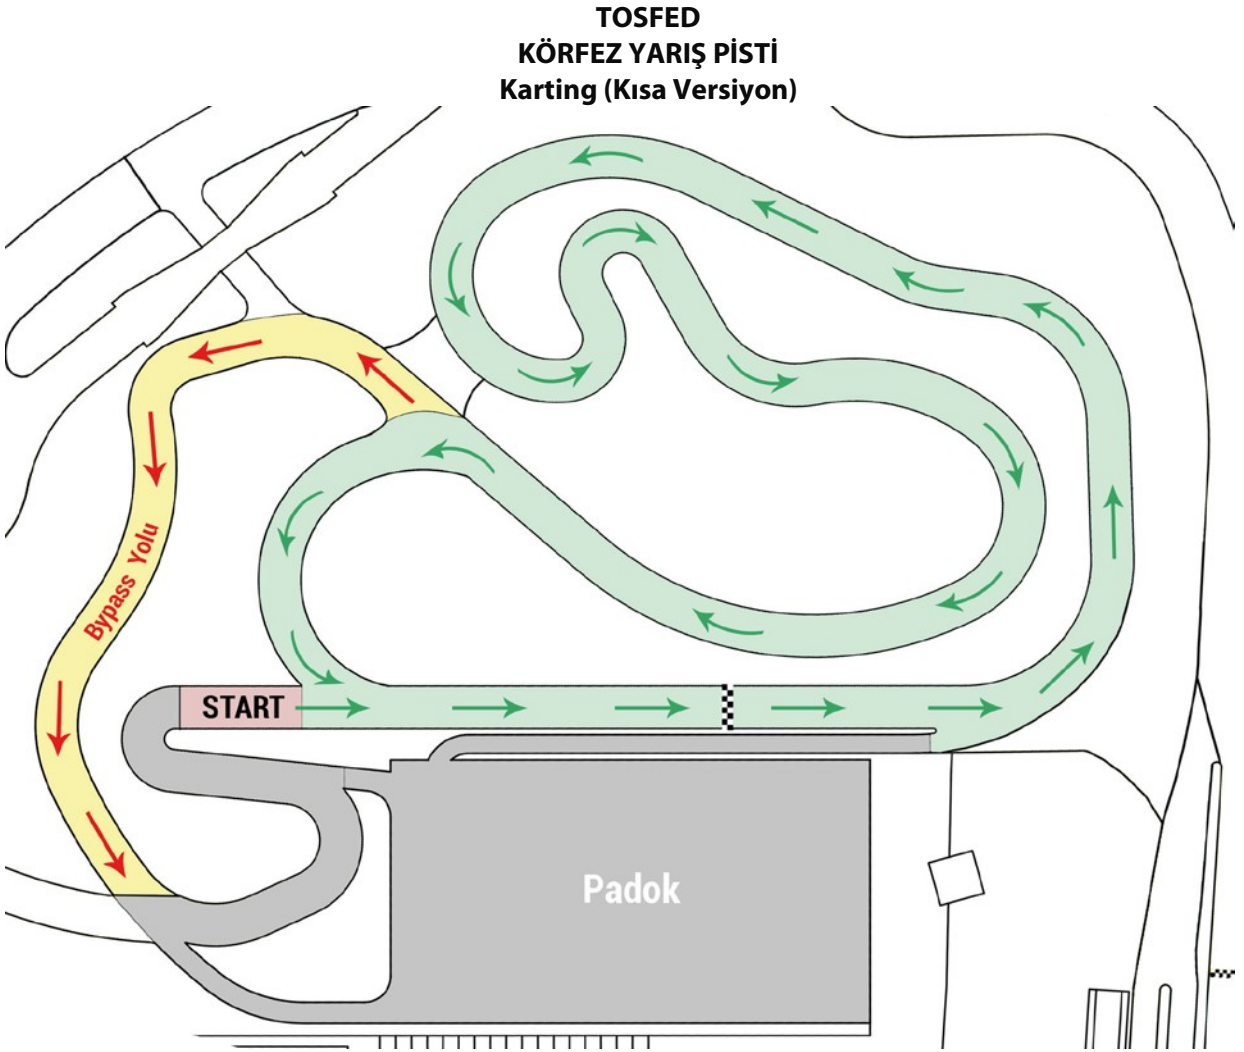 TOSFED
KÖRFEZ YARIŞ PİSTİ
Karting (Kısa Versiyon)
Bypass Yolu
START
Padok